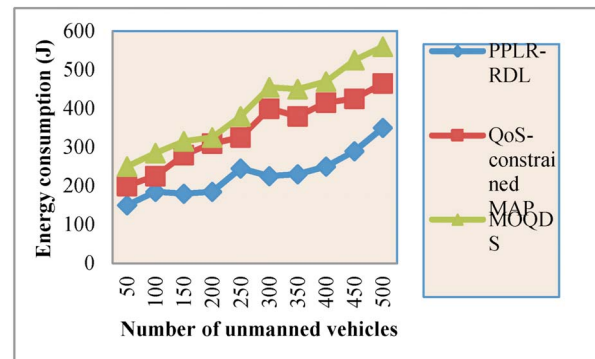 600
500
400
300
200
100
0
Energy consumption (J)
50
100
150
200
250
300
350
400
450
500
Number of unmanned vehicles
PPLR-
RDL
QoS-
constrai
ned
MAP
MOQD
S